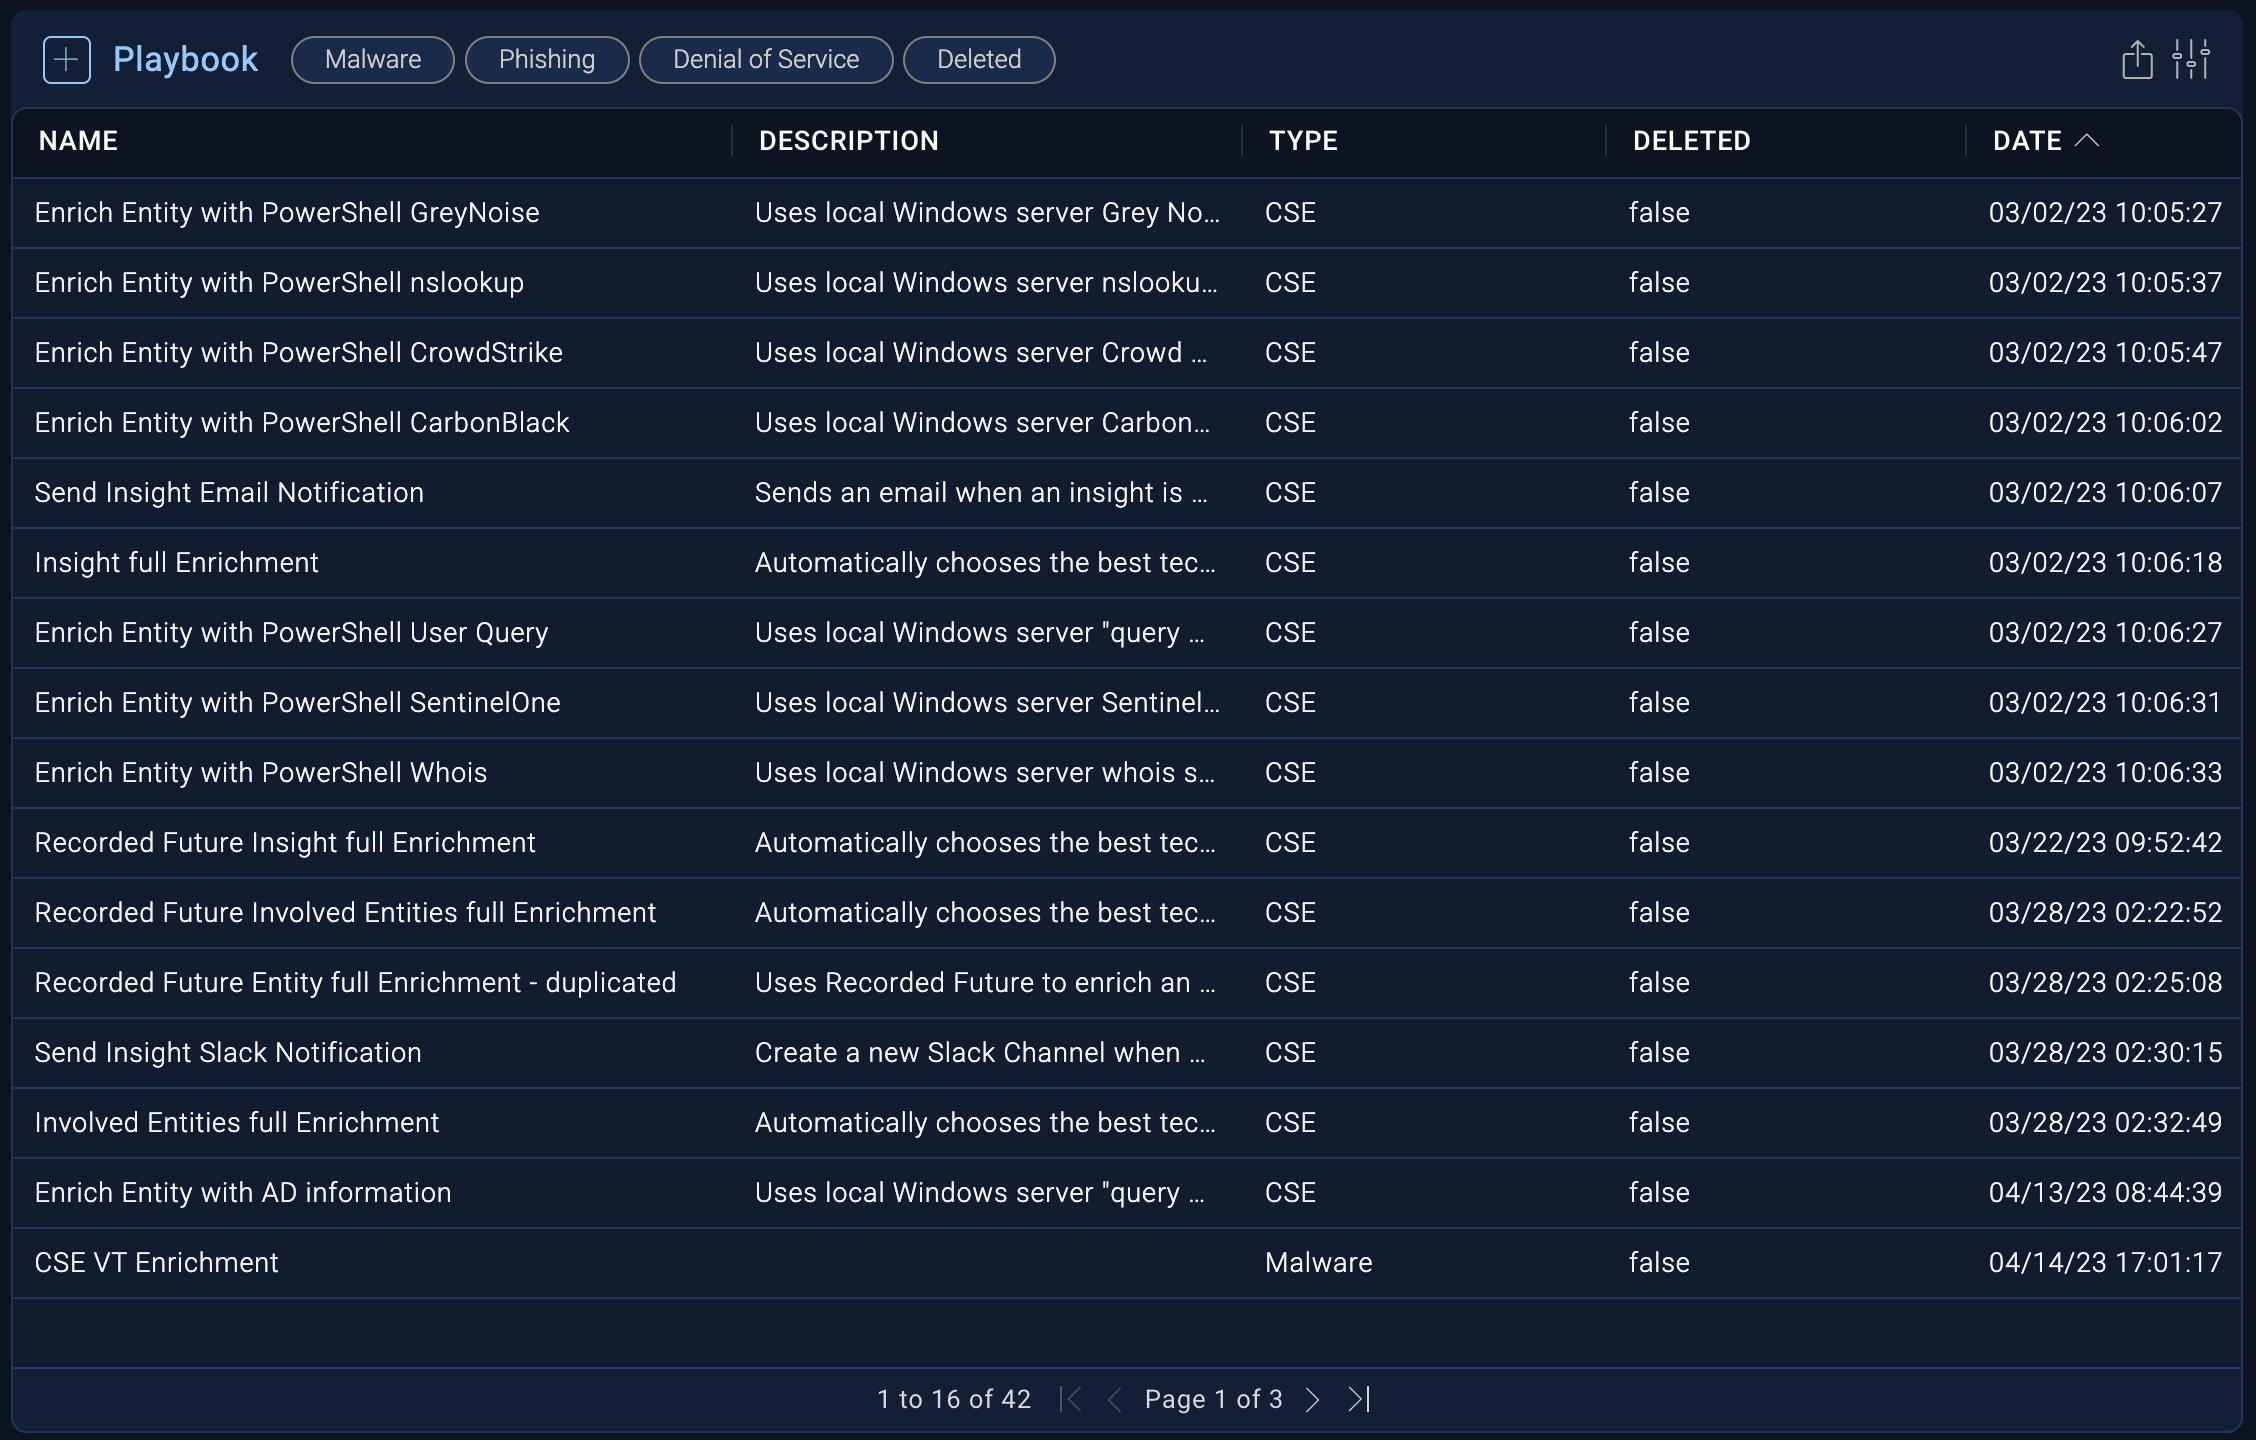 Playbook Malware Phishing Denial of Service Deleted
NAME DESCRIPTION TYPE DELETED DATE
Enrich Entity with PowerShell GreyNoise Uses local Windows server Grey No... CSE false 03/02/23 10:05:27
Enrich Entity with PowerShell nslookup Uses local Windows server nslooku... CSE false 03/02/23 10:05:37
Enrich Entity with PowerShell CrowdStrike Uses local Windows server Crowd ... CSE false 03/02/23 10:05:47
Enrich Entity with PowerShell CarbonBlack Uses local Windows server Carbon... CSE false 03/02/23 10:06:02
Send Insight Email Notification Sends an email when an insight is ... CSE false 03/02/23 10:06:07
Insight full Enrichment Automatically chooses the best tec... CSE false 03/02/23 10:06:18
Enrich Entity with PowerShell User Query Uses local Windows server "query ... CSE false 03/02/23 10:06:27
Enrich Entity with PowerShell SentinelOne Uses local Windows server Sentinel... CSE false 03/02/23 10:06:31
Enrich Entity with PowerShell Whois Uses local Windows server whois s... CSE false 03/02/23 10:06:33
Recorded Future Insight full Enrichment Automatically chooses the best tec... CSE false 03/22/23 09:52:42
Recorded Future Involved Entities full Enrichment Automatically chooses the best tec... CSE false 03/28/23 02:22:52
Recorded Future Entity full Enrichment - duplicated Uses Recorded Future to enrich an ... CSE false 03/28/23 02:25:08
Send Insight Slack Notification Create a new Slack Channel when ... CSE false 03/28/23 02:30:15
Involved Entities full Enrichment Automatically chooses the best tec... CSE false 03/28/23 02:32:49
Enrich Entity with AD information Uses local Windows server "query ... CSE false 04/13/23 08:44:39
CSE VT Enrichment Malware false 04/14/23 17:01:17
1 to 16 of 42 Page 1 of 3